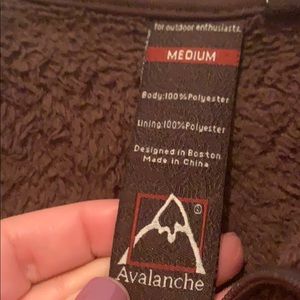 for outdoor enthusiasts.
MEDIUM
Body:100%Polyester
Lining:100%Polyester
Designed in Boston
Made in China
Avalanche